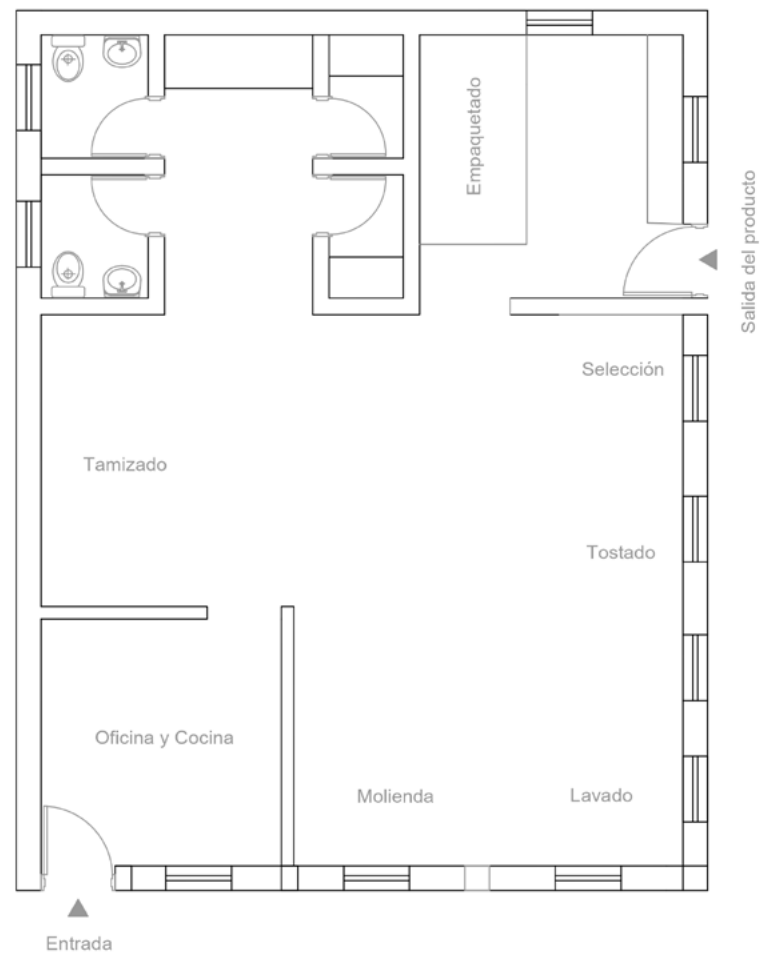 Empaquetado
Salida del producto
Selección
Tamizado
Tostado
Oficina y Cocina
Molienda
Lavado
Entrada